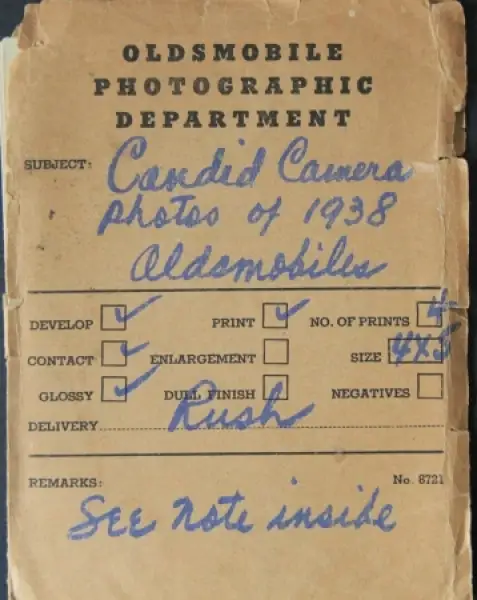 OLDSMOBILE
PHOTOGRAPHIC
DEPARTMENT
SUBJECT: Candid Camera
photos of 1938
Oldsmobiles
DEVELOP PRINT NO. OF PRINTS 4
CONTACT ENLARGEMENT SIZE 4X5
GLOSSY DULL FINISH NEGATIVES
DELIVERY Rush
REMARKS: No. 8721
See note inside